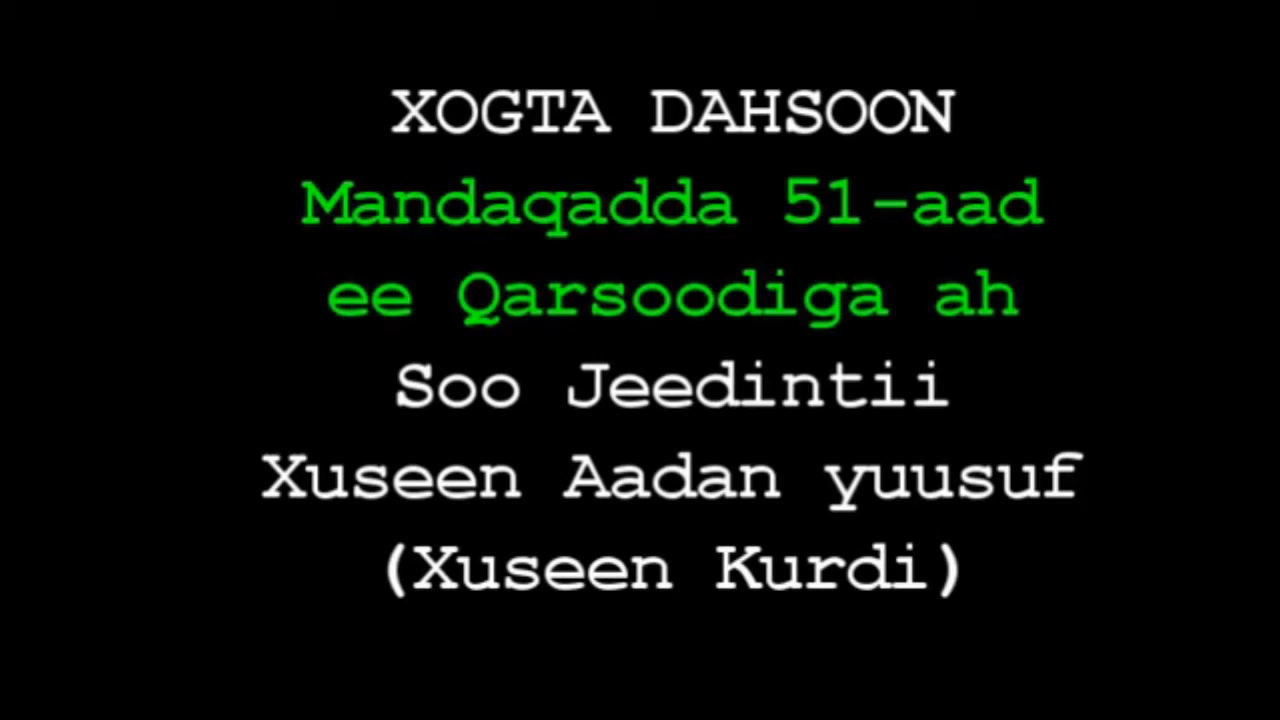 XOGTA DAHSOON
Mandaqadda 51-aad
ee Qarsoodiga ah
Soo Jeedintii
Xuseen Aadan yuusuf
(Xuseen Kurdi)